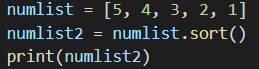 numlist = [5, 4, 3, 2, 1]
numlist2 = numlist.sort()
print(numlist2)